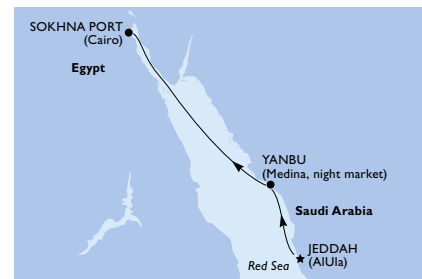 SOKHNA PORT
(Cairo)
Egypt
YANBU
(Medina, night market)
Saudi Arabia
JEDDAH
(AlUla)
Red Sea